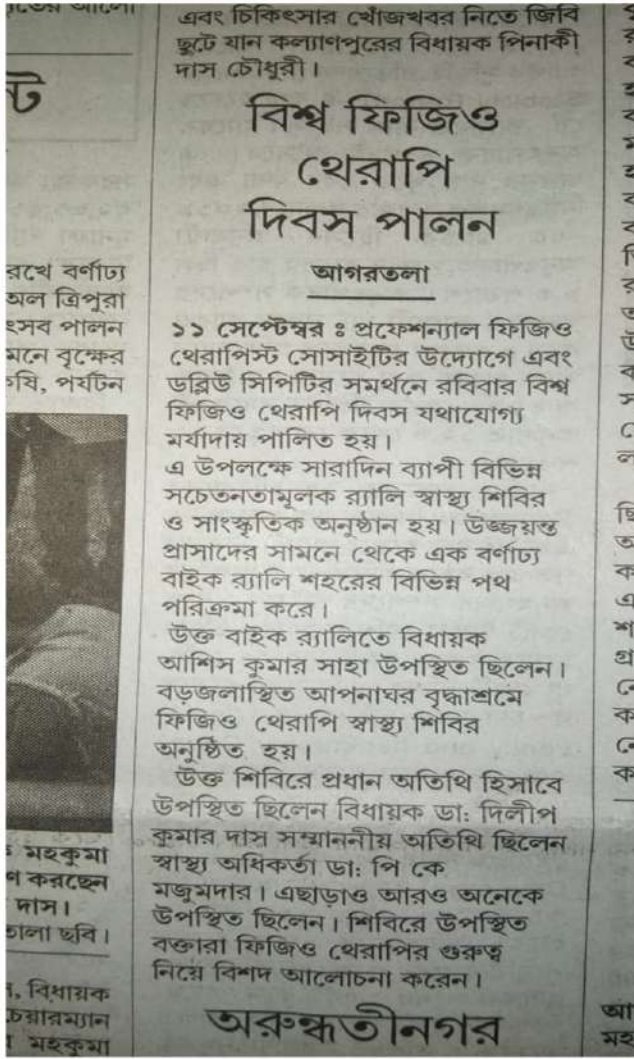 এবং চিকিৎসার খোঁজখবর নিতে জিবি
ছুটে যান কল্যাণপুরের বিধায়ক পিনাকী
দাস চৌধুরী।
বিশ্ব ফিজিও
থেরাপি
দিবস পালন
আগরতলা
১১ সেপ্টেম্বর ঃ প্রফেশন্যাল ফিজিও
থেরাপিস্ট সোসাইটির উদ্যোগে এবং
ডব্লিউ সিপিটির সমর্থনে রবিবার বিশ্ব
ফিজিও থেরাপি দিবস যথাযোগ্য
মর্যাদায় পালিত হয়।
এ উপলক্ষে সারাদিন ব্যাপী বিভিন্ন
সচেতনতামূলক র‍্যালি স্বাস্থ্য শিবির
ও সাংস্কৃতিক অনুষ্ঠান হয়। উজ্জয়ন্ত
প্রাসাদের সামনে থেকে এক বর্ণাঢ্য
বাইক র‍্যালি শহরের বিভিন্ন পথ
পরিক্রমা করে।
উক্ত বাইক র‍্যালিতে বিধায়ক
আশিস কুমার সাহা উপস্থিত ছিলেন।
বড়জলাস্থিত আপনাঘর বৃদ্ধাশ্রমে
ফিজিও থেরাপি স্বাস্থ্য শিবির
অনুষ্ঠিত হয়।
উক্ত শিবিরে প্রধান অতিথি হিসাবে
উপস্থিত ছিলেন বিধায়ক ডা: দিলীপ
কুমার দাস সম্মাননীয় অতিথি ছিলেন
স্বাস্থ্য অধিকর্তা ডা: পি কে
মজুমদার। এছাড়াও আরও অনেকে
উপস্থিত ছিলেন। শিবিরে উপস্থিত
বক্তারা ফিজিও থেরাপির গুরুত্ব
নিয়ে বিশদ আলোচনা করেন।
অরুন্ধতীনগর
বর্ণাঢ্য
ত্রিপুরা
পালন
বৃক্ষের
পর্যটন
মহকুমা
করছেন
দাস।
ছবি।
বিধায়ক
চেয়ারম্যান
মহকুমা